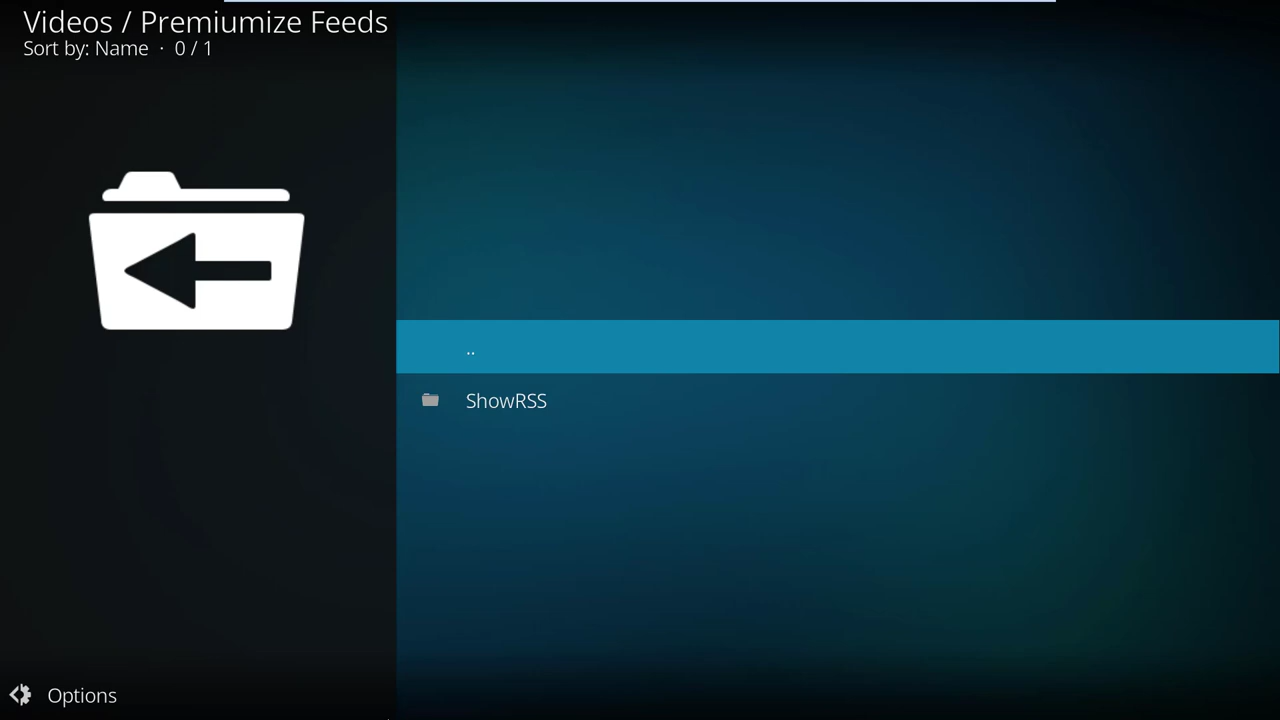 Videos / Premiumize Feeds
Sort by: Name · 0 / 1
..
ShowRSS
Options